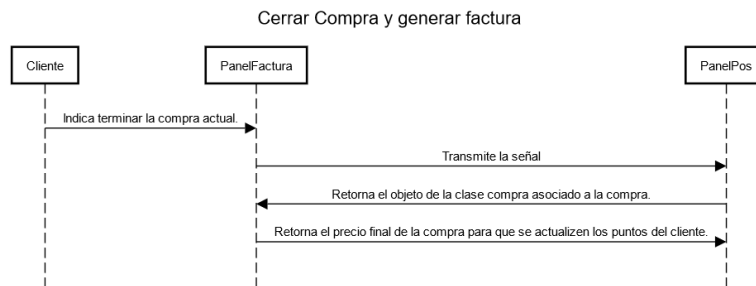 Cerrar Compra y generar factura
Cliente
PanelFactura
PanelPos
Indica terminar la compra actual.
Transmite la señal
Retorna el objeto de la clase compra asociado a la compra.
Retorna el precio final de la compra para que se actualizen los puntos del cliente.